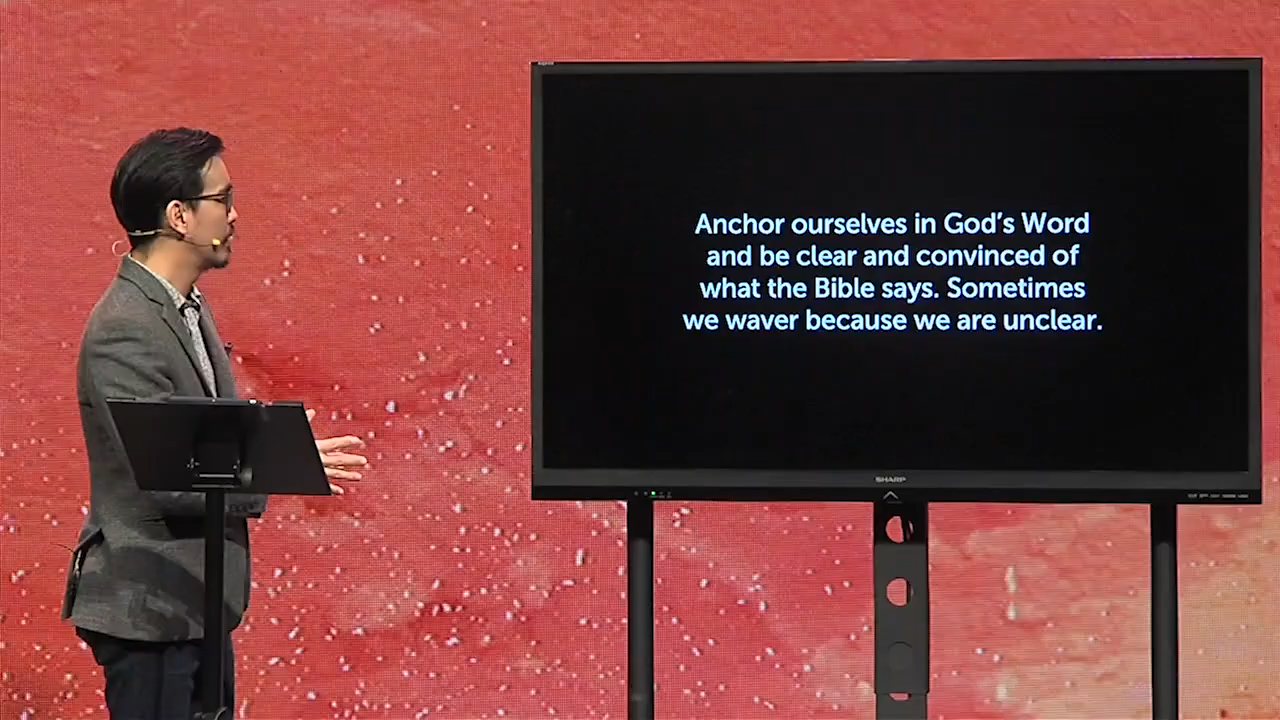 Anchor ourselves in God's Word
and be clear and convinced of
what the Bible says. Sometimes
we waver because we are unclear.
SHARP